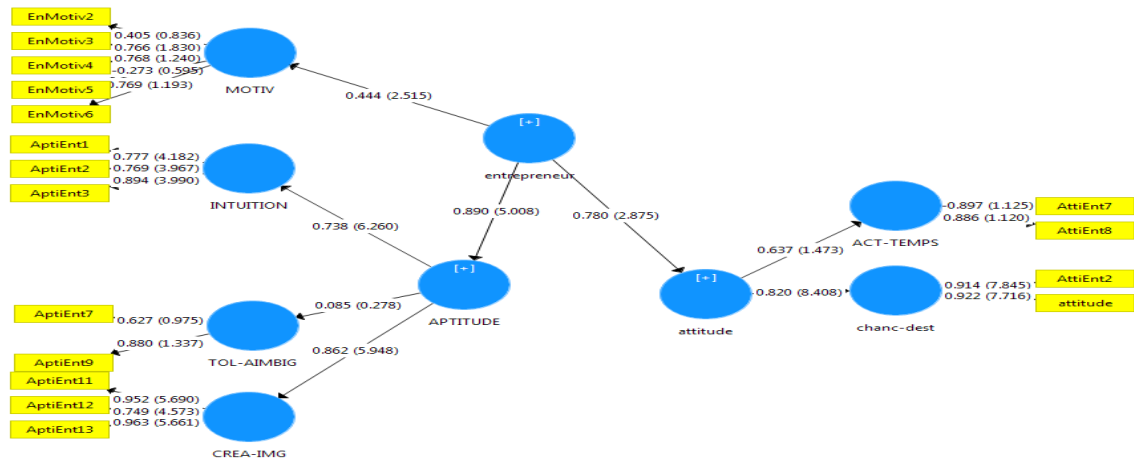 EnMotiv2
EnMotiv3
EnMotiv4
EnMotiv5
EnMotiv6
0.405 (0.836)
0.766 (1.830)
0.768 (1.240)
-0.273 (0.595)
0.769 (1.193)
MOTIV
0.444 (2.515)
[+]
entrepreneur
AptiEnt1
AptiEnt2
AptiEnt3
0.777 (4.182)
0.769 (3.967)
0.894 (3.990)
INTUITION
0.738 (6.260)
0.890 (5.008)
0.780 (2.875)
[+]
APTITUDE
0.085 (0.278)
0.862 (5.948)
AptiEnt7
AptiEnt9
0.627 (0.975)
0.880 (1.337)
TOL-AIMBIG
AptiEnt11
AptiEnt12
AptiEnt13
0.952 (5.690)
0.749 (4.573)
0.963 (5.661)
CREA-IMG
[+]
attitude
0.637 (1.473)
0.820 (8.408)
ACT-TEMPS
-0.897 (1.125)
0.886 (1.120)
AttiEnt7
AttiEnt8
chanc-dest
0.914 (7.845)
0.922 (7.716)
AttiEnt2
attitude